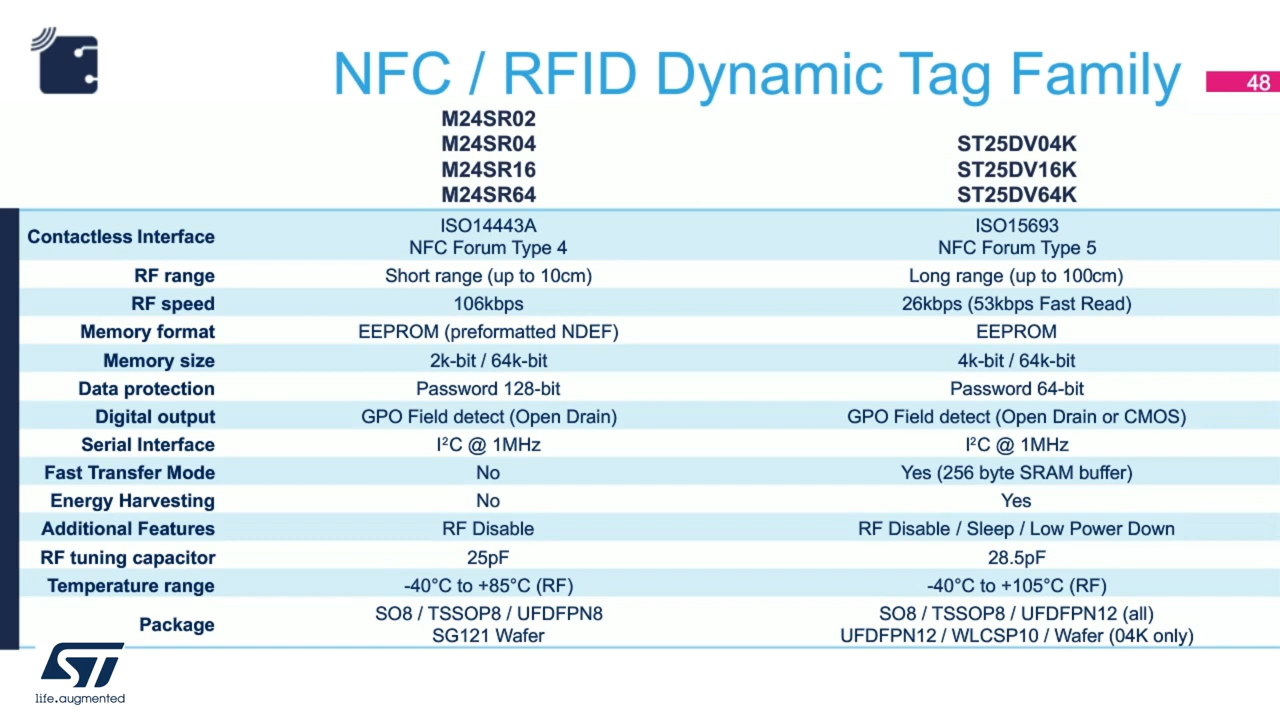 NFC / RFID Dynamic Tag Family
48
M24SR02
M24SR04
M24SR16
M24SR64
ST25DV04K
ST25DV16K
ST25DV64K
Contactless Interface
ISO14443A
NFC Forum Type 4
ISO15693
NFC Forum Type 5
RF range
Short range (up to 10cm)
Long range (up to 100cm)
RF speed
106kbps
26kbps (53kbps Fast Read)
Memory format
EEPROM (preformatted NDEF)
EEPROM
Memory size
2k-bit / 64k-bit
4k-bit / 64k-bit
Data protection
Password 128-bit
Password 64-bit
Digital output
GPO Field detect (Open Drain)
GPO Field detect (Open Drain or CMOS)
Serial Interface
I²C @ 1MHz
I²C @ 1MHz
Fast Transfer Mode
No
Yes (256 byte SRAM buffer)
Energy Harvesting
No
Yes
Additional Features
RF Disable
RF Disable / Sleep / Low Power Down
RF tuning capacitor
25pF
28.5pF
Temperature range
-40°C to +85°C (RF)
-40°C to +105°C (RF)
Package
SO8 / TSSOP8 / UFDFPN8
SG121 Wafer
SO8 / TSSOP8 / UFDFPN12 (all)
UFDFPN12 / WLCSP10 / Wafer (04K only)
ST
life.augmented